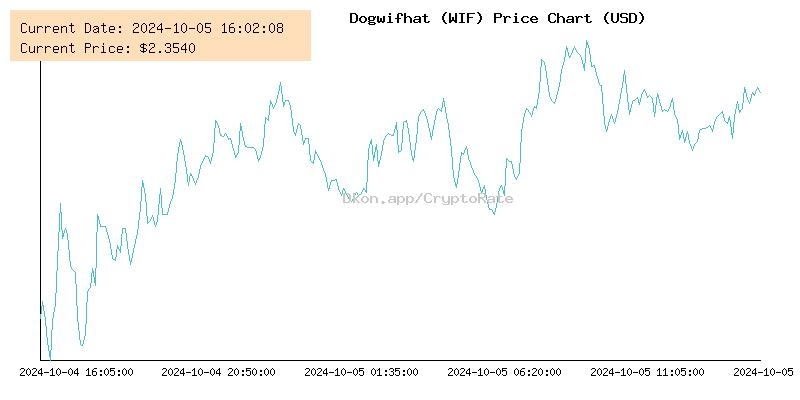 Dogwifhat (WIF) Price Chart (USD)
Current Date: 2024-10-05 16:02:08
Current Price: $2.3540
Dkon.app/CryptoRate
2024-10-04 16:05:00 2024-10-04 20:50:00 2024-10-05 01:35:00 2024-10-05 06:20:00 2024-10-05 11:05:00 2024-10-05